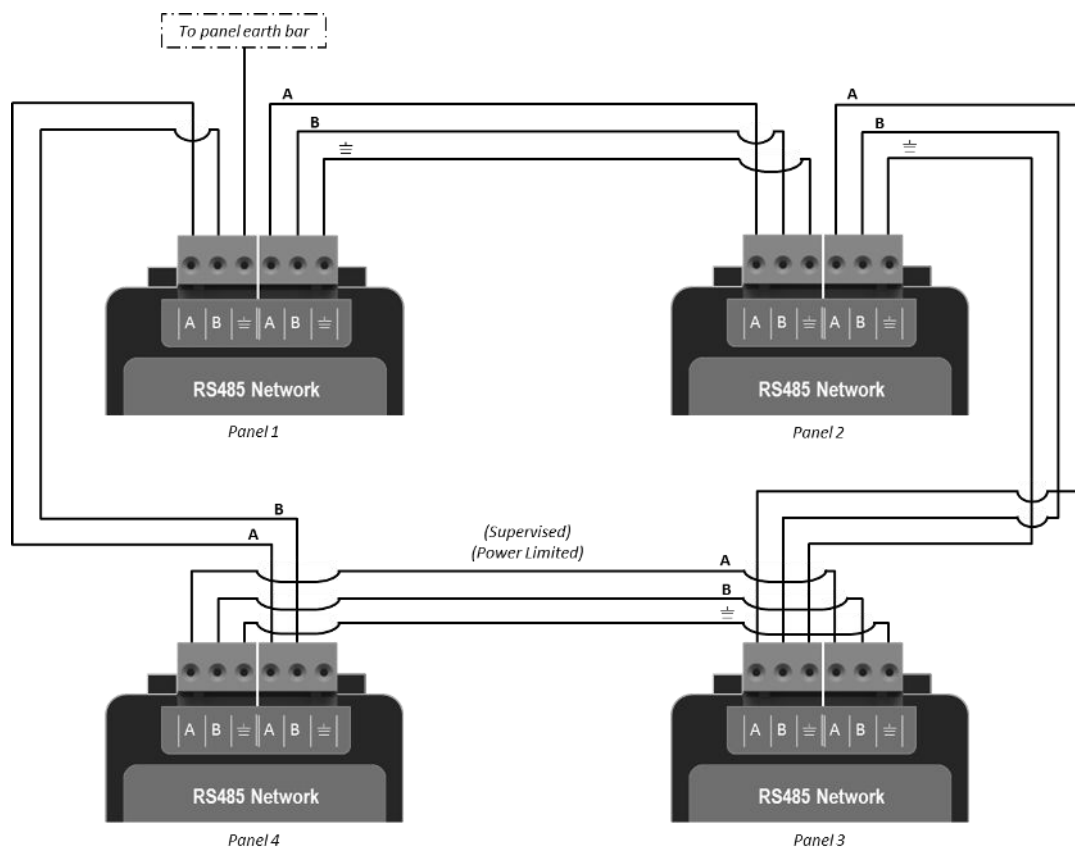 To panel earth bar
A
A
B
B
A B A B
RS485 Network
Panel 1
A B A B
RS485 Network
Panel 2
B
A
(Supervised)
(Power Limited)
A
B
A B A B
RS485 Network
Panel 4
A B A B
RS485 Network
Panel 3